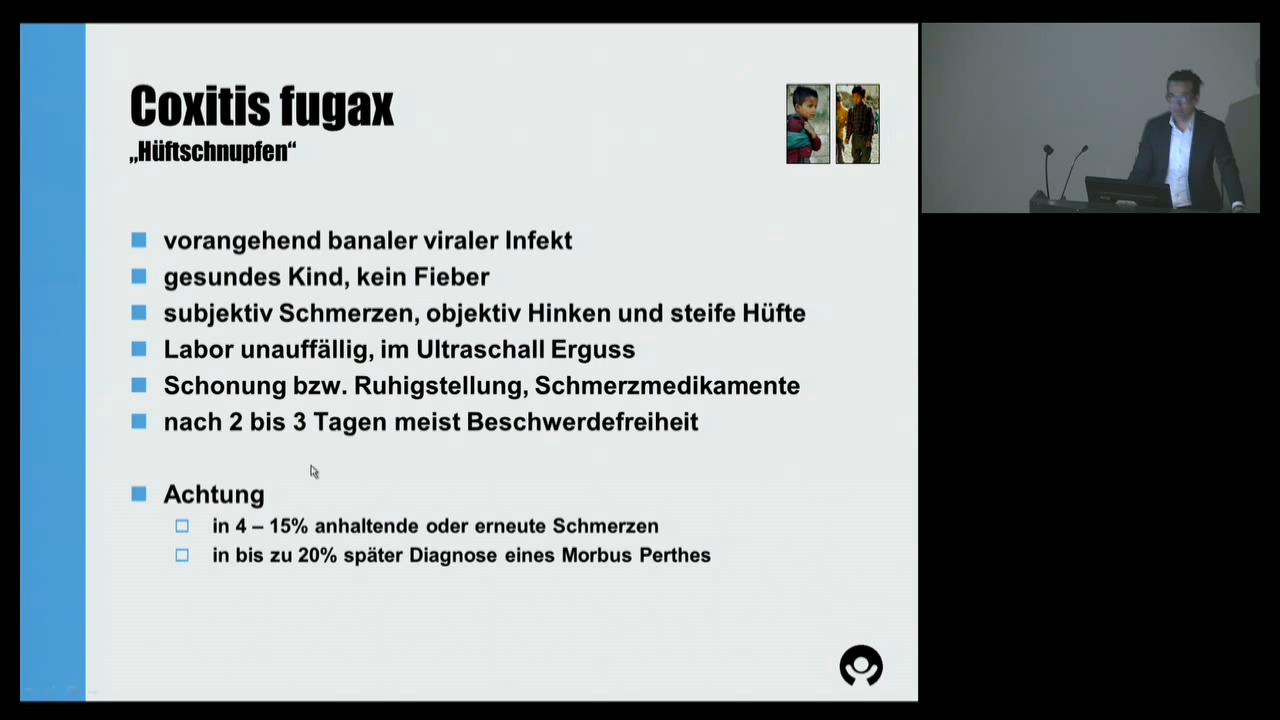 Coxitis fugax
„Hüftschnupfen“
vorangehend banaler viraler Infekt
gesundes Kind, kein Fieber
subjektiv Schmerzen, objektiv Hinken und steife Hüfte
Labor unauffällig, im Ultraschall Erguss
Schonung bzw. Ruhigstellung, Schmerzmedikamente
nach 2 bis 3 Tagen meist Beschwerdefreiheit
Achtung
in 4 – 15% anhaltende oder erneute Schmerzen
in bis zu 20% später Diagnose eines Morbus Perthes